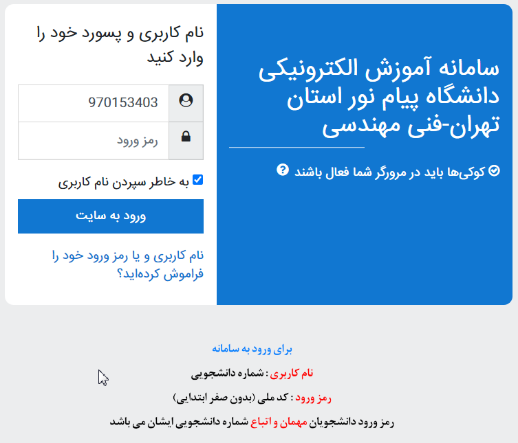 نام کاربری و پسورد خود را
وارد کنید
970153403
رمز ورود
به خاطر سپردن نام کاربری
ورود به سایت
نام کاربری و یا رمز ورود خود را
فراموش کرده‌اید؟
سامانه آموزش الکترونیکی
دانشگاه پیام نور استان
تهران-فنی مهندسی
کوکی‌ها باید در مرورگر شما فعال باشند
برای ورود به سامانه
نام کاربری : شماره دانشجویی
رمز ورود : کد ملی (بدون صفر ابتدایی)
رمز ورود دانشجویان مهمان و اتباع شماره دانشجویی ایشان می باشد